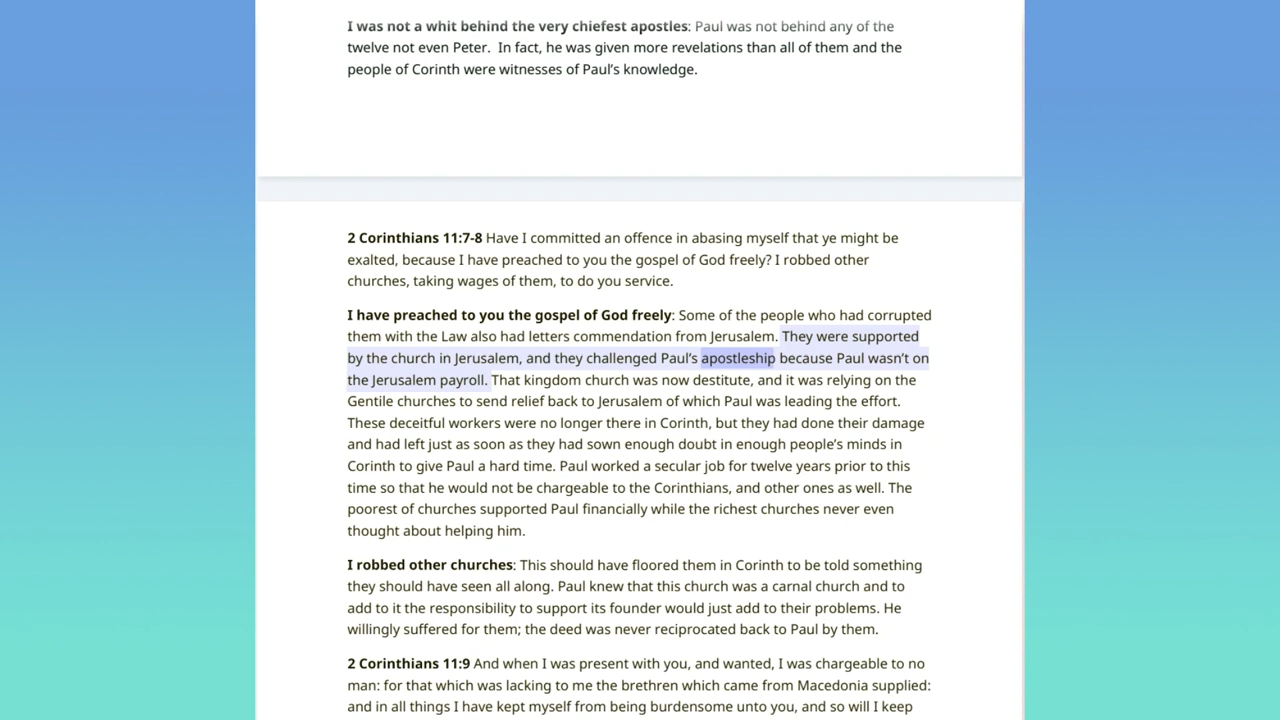 I was not a whit behind the very chiefest apostles: Paul was not behind any of the
twelve not even Peter.  In fact, he was given more revelations than all of them and the
people of Corinth were witnesses of Paul’s knowledge.
2 Corinthians 11:7-8 Have I committed an offence in abasing myself that ye might be
exalted, because I have preached to you the gospel of God freely? I robbed other
churches, taking wages of them, to do you service.
I have preached to you the gospel of God freely: Some of the people who had corrupted
them with the Law also had letters commendation from Jerusalem. They were supported
by the church in Jerusalem, and they challenged Paul’s apostleship because Paul wasn’t on
the Jerusalem payroll. That kingdom church was now destitute, and it was relying on the
Gentile churches to send relief back to Jerusalem of which Paul was leading the effort.
These deceitful workers were no longer there in Corinth, but they had done their damage
and had left just as soon as they had sown enough doubt in enough people’s minds in
Corinth to give Paul a hard time. Paul worked a secular job for twelve years prior to this
time so that he would not be chargeable to the Corinthians, and other ones as well. The
poorest of churches supported Paul financially while the richest churches never even
thought about helping him.
I robbed other churches: This should have floored them in Corinth to be told something
they should have seen all along. Paul knew that this church was a carnal church and to
add to it the responsibility to support its founder would just add to their problems. He
willingly suffered for them; the deed was never reciprocated back to Paul by them.
2 Corinthians 11:9 And when I was present with you, and wanted, I was chargeable to no
man: for that which was lacking to me the brethren which came from Macedonia supplied:
and in all things I have kept myself from being burdensome unto you, and so will I keep